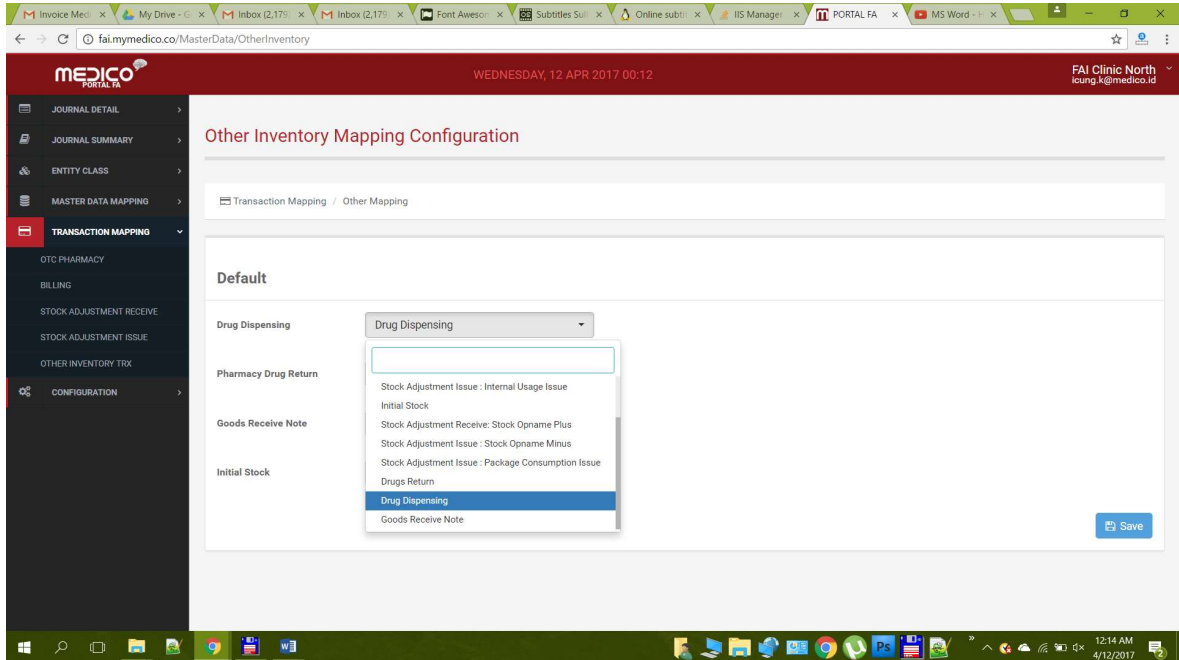 Invoice Medi
My Drive - G
M Inbox (2,179
M Inbox (2,179
Font Awesom
Subtitles Sub
Online subti
IIS Manager
PORTAL FA
MS Word - H
fai.mymedico.co/MasterData/OtherInventory
MEDICO
PORTAL FA
WEDNESDAY, 12 APR 2017 00:12
FAI Clinic North
icung.k@medico.id
JOURNAL DETAIL
JOURNAL SUMMARY
ENTITY CLASS
MASTER DATA MAPPING
TRANSACTION MAPPING
OTC PHARMACY
BILLING
STOCK ADJUSTMENT RECEIVE
STOCK ADJUSTMENT ISSUE
OTHER INVENTORY TRX
CONFIGURATION
Other Inventory Mapping Configuration
Transaction Mapping / Other Mapping
Default
Drug Dispensing
Drug Dispensing
Pharmacy Drug Return
Goods Receive Note
Initial Stock
Stock Adjustment Issue : Internal Usage Issue
Initial Stock
Stock Adjustment Receive: Stock Opname Plus
Stock Adjustment Issue : Stock Opname Minus
Stock Adjustment Issue : Package Consumption Issue
Drugs Return
Drug Dispensing
Goods Receive Note
Save
Ps
12:14 AM
4/12/2017